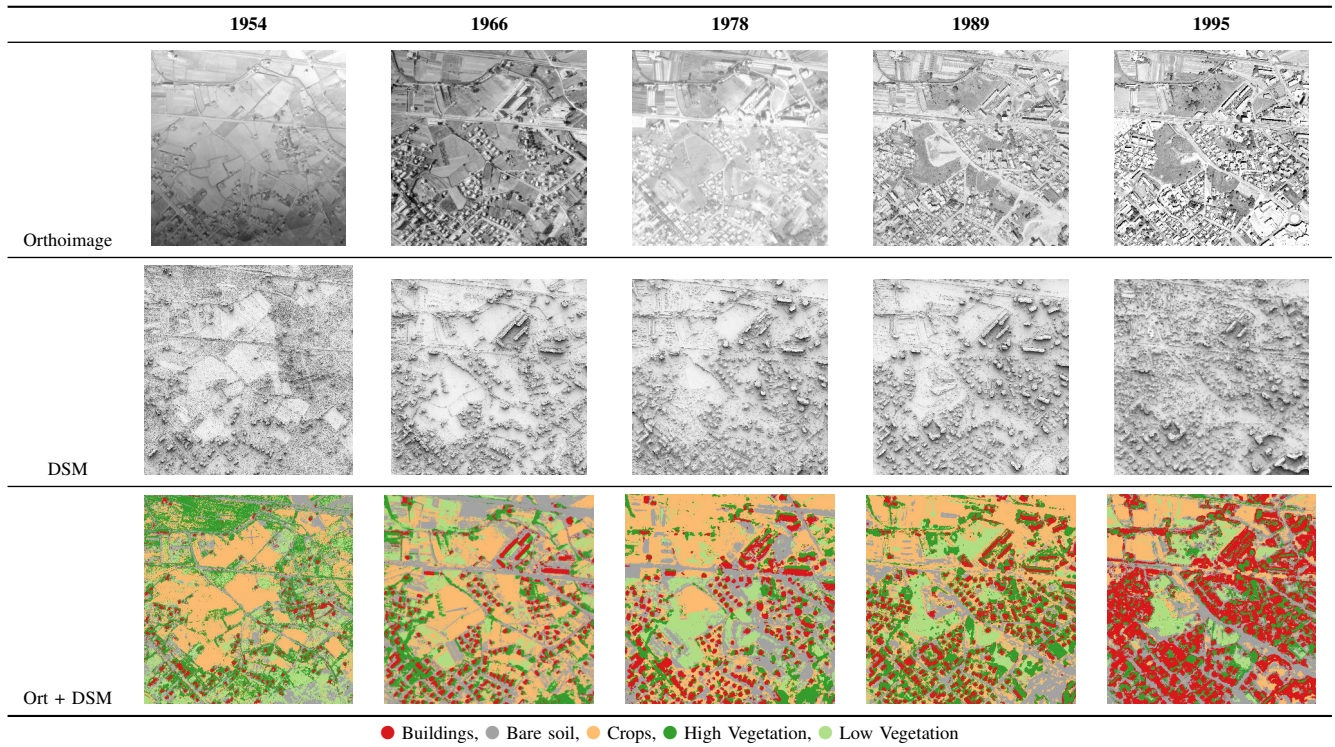 1954 1966 1978 1989 1995
Orthoimage
DSM
Ort + DSM
Buildings, Bare soil, Crops, High Vegetation, Low Vegetation